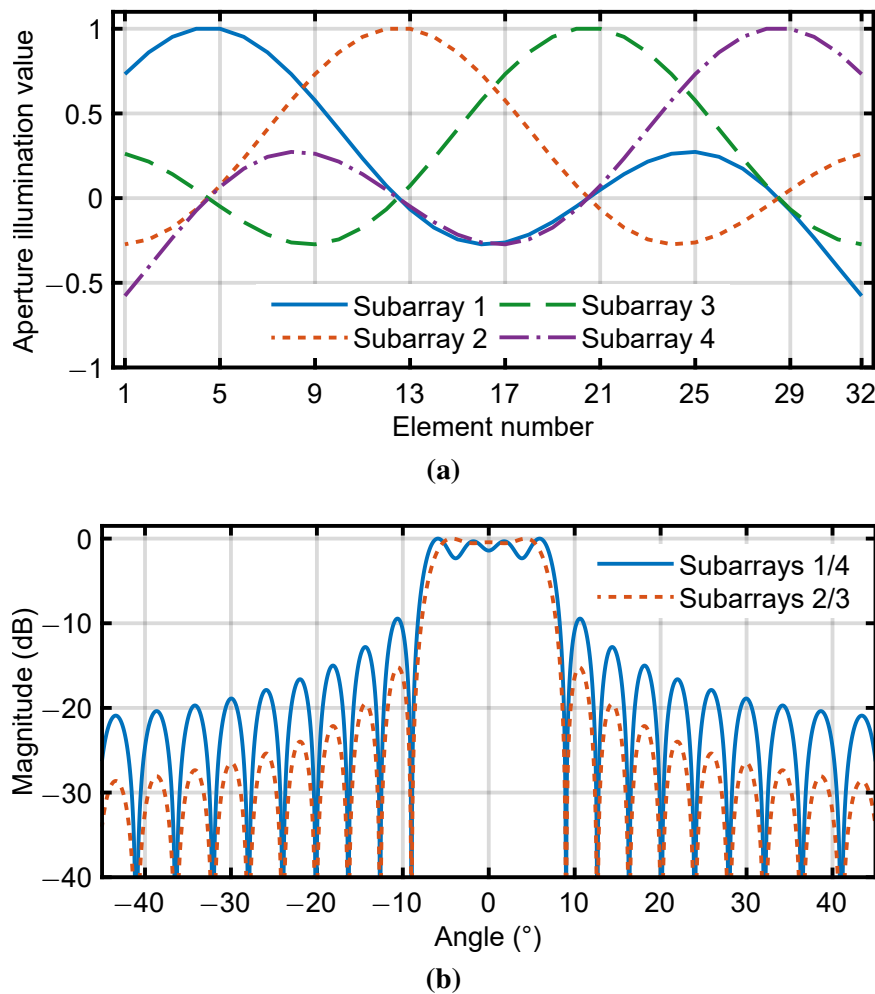 Aperture illumination value
1
0.5
0
−0.5
−1
Subarray 1
Subarray 2
Subarray 3
Subarray 4
1 5 9 13 17 21 25 29 32
Element number
(a)
Magnitude (dB)
0
−10
−20
−30
−40
Subarrays 1/4
Subarrays 2/3
−40 −30 −20 −10 0 10 20 30 40
Angle (°)
(b)